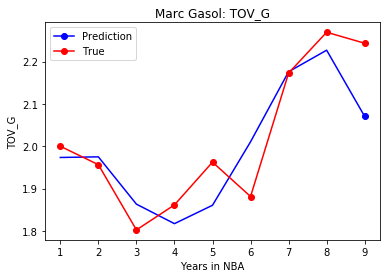 Marc Gasol: TOV_G
Prediction
True
TOV_G
2.2
2.1
2.0
1.9
1.8
1 2 3 4 5 6 7 8 9
Years in NBA